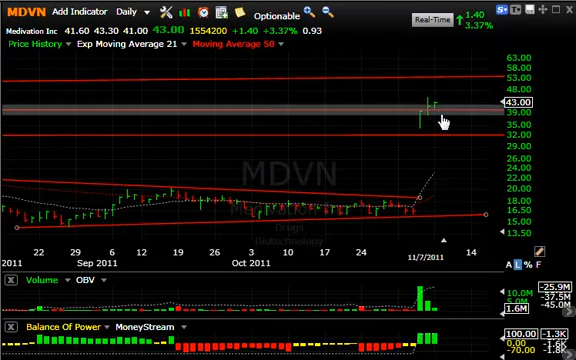 MDVN Add Indicator Daily Optionable Real-Time 1.40 3.37%
Medivation Inc 41.60 43.30 41.00 43.00 1554200 +1.40 +3.37% 0.93
Price History Exp Moving Average 21 Moving Average 50
63.00
58.00
53.00
48.00
43.00
39.00
35.00
32.00
29.00
26.00
24.00
22.00
20.00
18.00
16.50
15.00
13.50
MDVN
Medivation
Drugs
Biotechnology
22 29 6 12 19 26 3 10 17 24 11/7/2011 14
2011 Sep 2011 Oct 2011 A L % F
X Volume OBV
-25.9M
10.0M -37.5M
5.0M -45.0M
1.6M
X Balance Of Power MoneyStream
100.00 -1.3K
0.00 -1.6K
-70.00 -1.8K